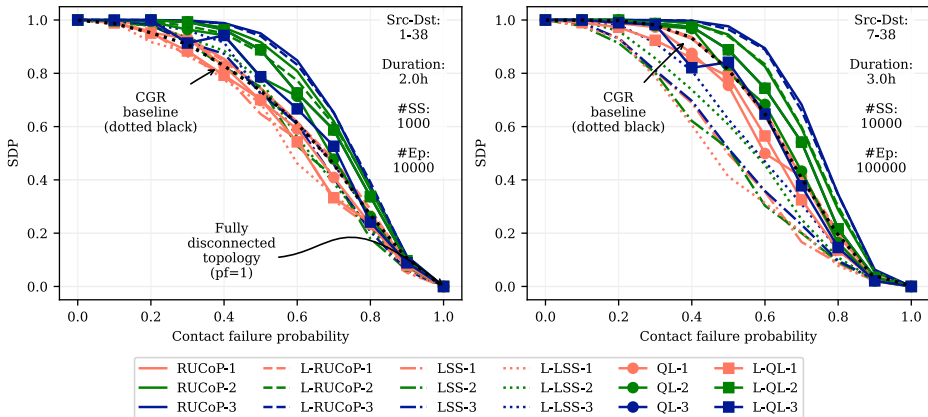 1.0
0.8
0.6
0.4
0.2
0.0
SDP
0.0
0.2
0.4
0.6
0.8
1.0
Contact failure probability
Src-Dst:
1-38
Duration:
2.0h
#SS:
1000
#Ep:
10000
CGR
baseline
(dotted black)
Fully
disconnected
topology
(pf=1)
1.0
0.8
0.6
0.4
0.2
0.0
SDP
0.0
0.2
0.4
0.6
0.8
1.0
Contact failure probability
Src-Dst:
7-38
Duration:
3.0h
#SS:
10000
#Ep:
100000
CGR
baseline
(dotted black)
RUCoP-1
L-RUCoP-1
LSS-1
L-LSS-1
QL-1
L-QL-1
RUCoP-2
L-RUCoP-2
LSS-2
L-LSS-2
QL-2
L-QL-2
RUCoP-3
L-RUCoP-3
LSS-3
L-LSS-3
QL-3
L-QL-3